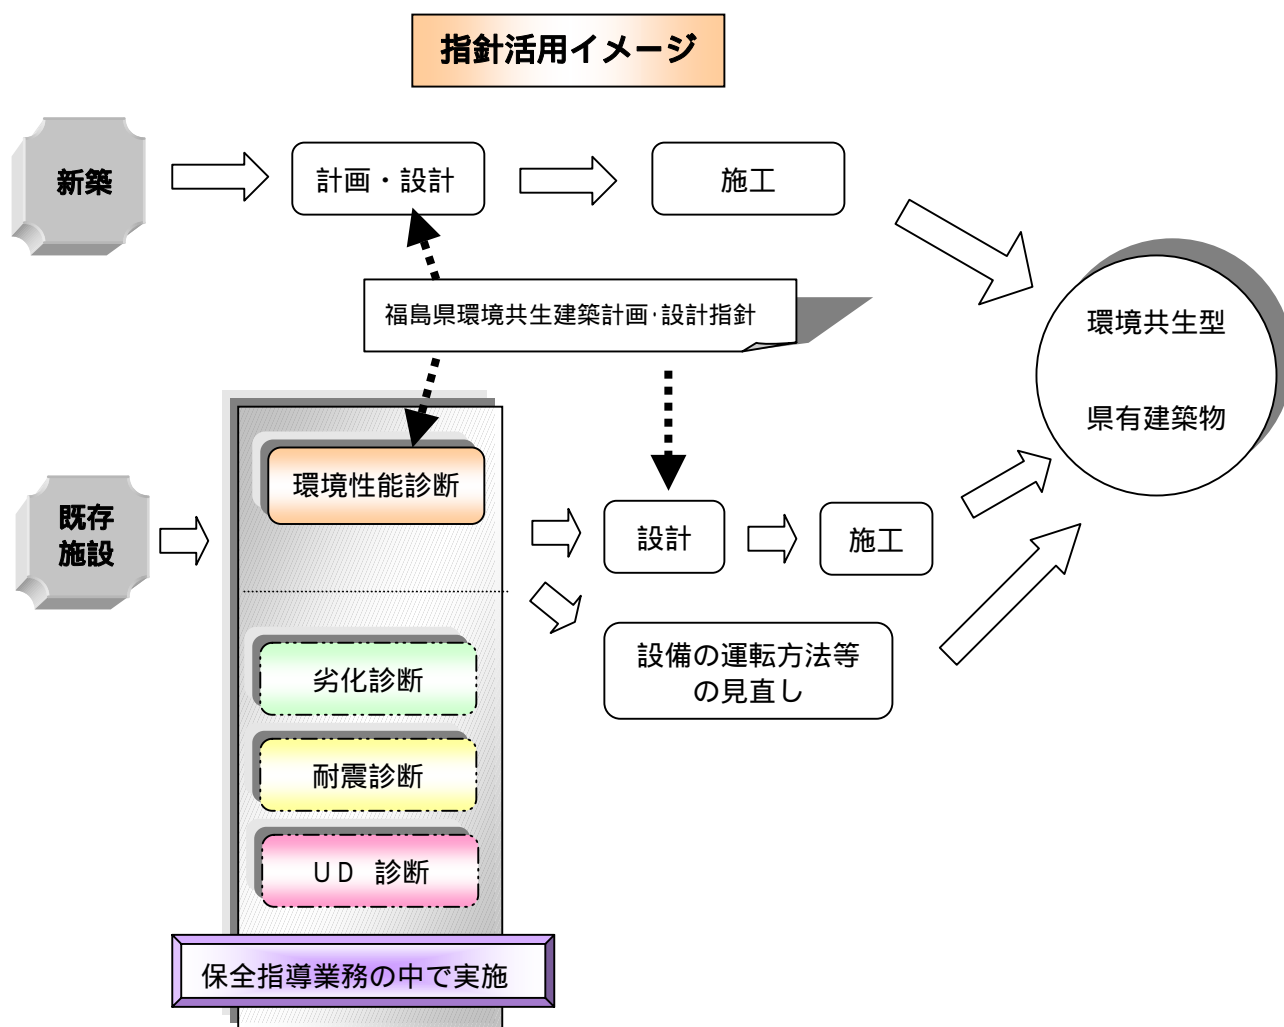 指針活用イメージ
新築
計画・設計
施工
福島県環境共生建築計画・設計指針
環境共生型
県有建築物
既存
施設
環境性能診断
設計
施工
設備の運転方法等
の見直し
劣化診断
耐震診断
UD 診断
保全指導業務の中で実施